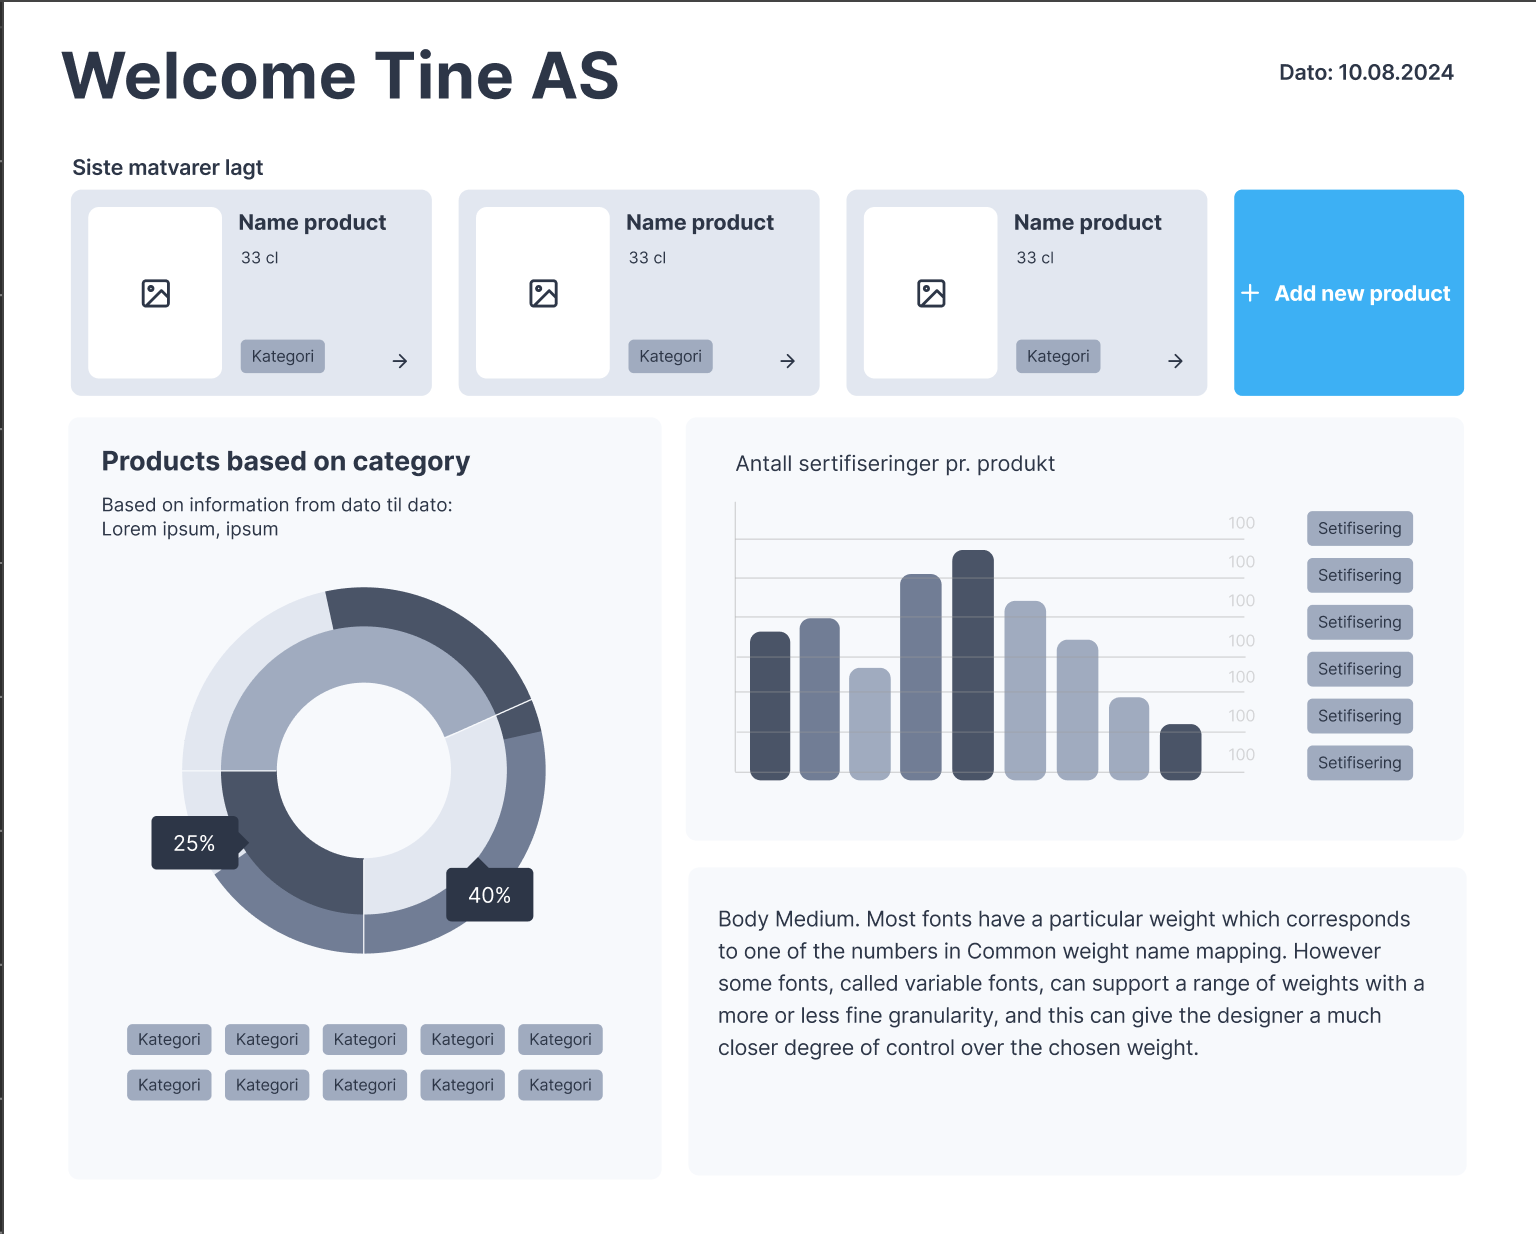 Welcome Tine AS
Dato: 10.08.2024
Siste matvarer lagt
Name product
33 cl
Kategori
Name product
33 cl
Kategori
Name product
33 cl
Kategori
Add new product
Products based on category
Based on information from dato til dato:
Lorem ipsum, ipsum
25%
40%
Kategori Kategori Kategori Kategori Kategori
Kategori Kategori Kategori Kategori Kategori
Antall sertifiseringer pr. produkt
100
100
100
100
100
100
100
Setifisering
Setifisering
Setifisering
Setifisering
Setifisering
Setifisering
Body Medium. Most fonts have a particular weight which corresponds
to one of the numbers in Common weight name mapping. However
some fonts, called variable fonts, can support a range of weights with a
more or less fine granularity, and this can give the designer a much
closer degree of control over the chosen weight.